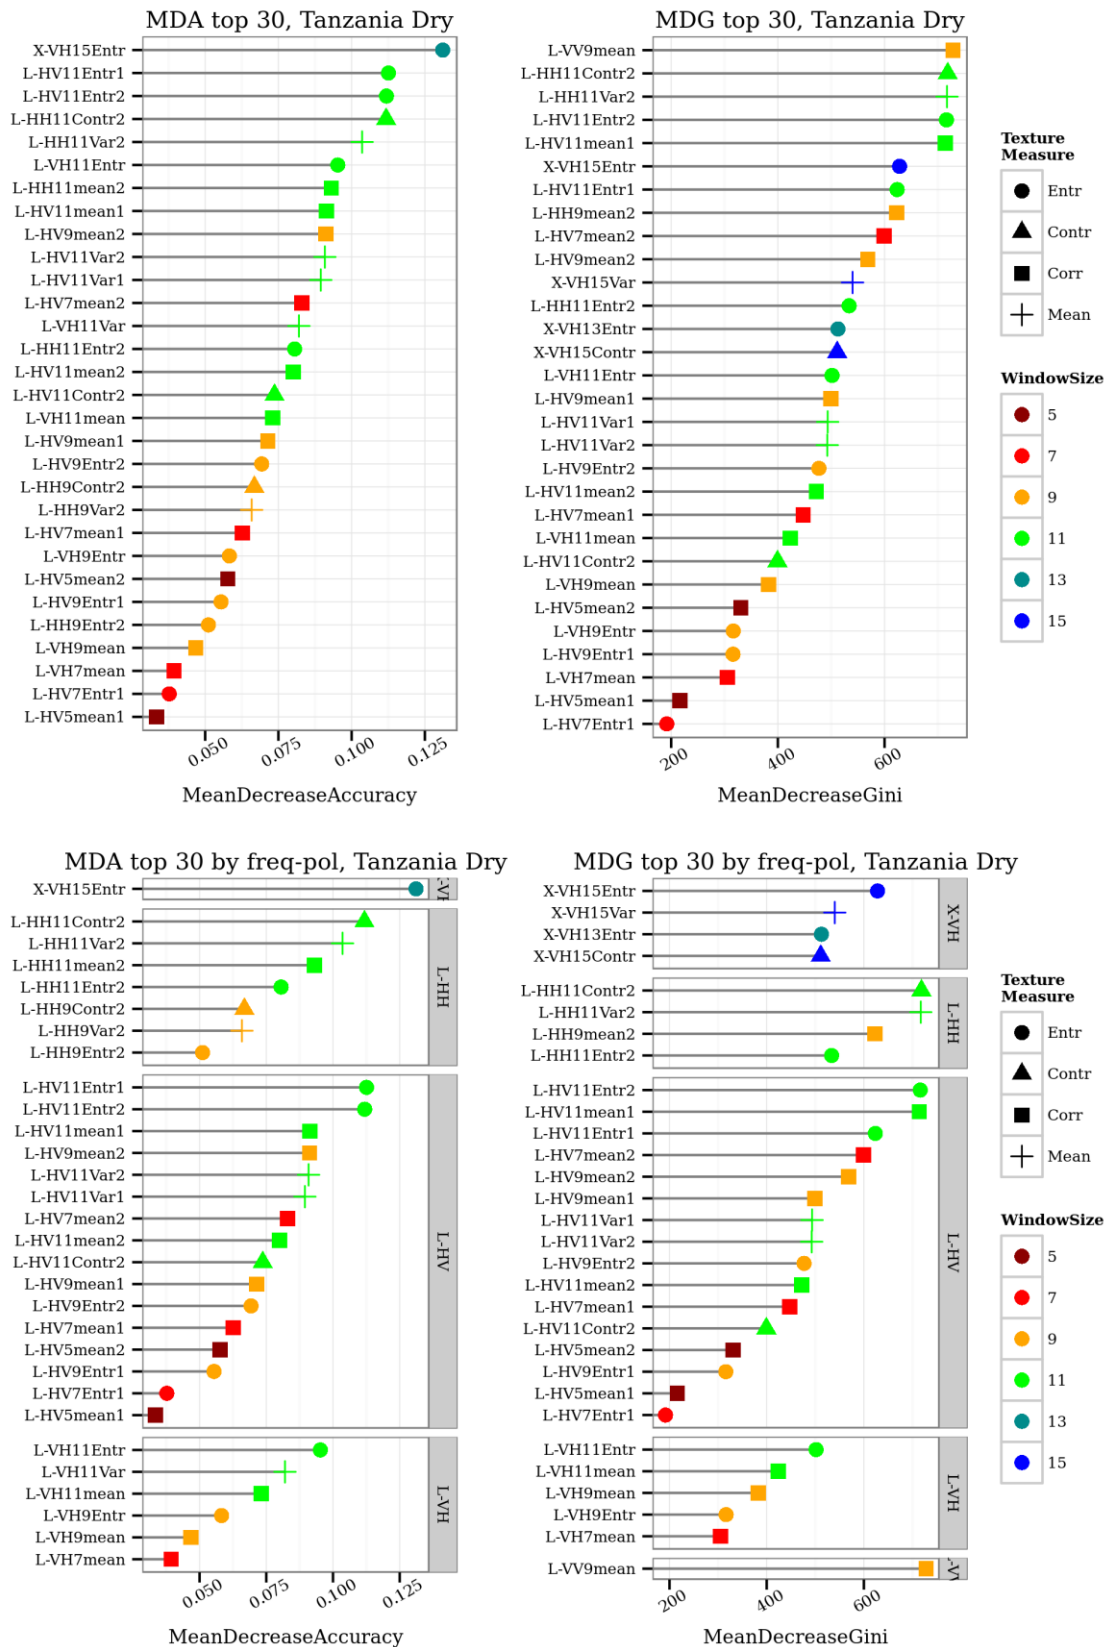 MDA top 30, Tanzania Dry
X-VH15Entr
L-HV11Entr1
L-HV11Entr2
L-HH11Contr2
L-HH11Var2
L-VH11Entr
L-HH11mean2
L-HV11mean1
L-HV9mean2
L-HV11Var2
L-HV11Var1
L-HV7mean2
L-VH11Var
L-HH11Entr2
L-HV11mean2
L-HV11Contr2
L-VH11mean
L-HV9mean1
L-HV9Entr2
L-HH9Contr2
L-HH9Var2
L-HV7mean1
L-VH9Entr
L-HV5mean2
L-HV9Entr1
L-HH9Entr2
L-VH9mean
L-VH7mean
L-HV7Entr1
L-HV5mean1
0.050 0.075 0.100 0.125
MeanDecreaseAccuracy
MDG top 30, Tanzania Dry
L-VV9mean
L-HH11Contr2
L-HH11Var2
L-HV11Entr2
L-HV11mean1
X-VH15Entr
L-HV11Entr1
L-HH9mean2
L-HV7mean2
L-HV9mean2
X-VH15Var
L-HH11Entr2
X-VH13Entr
X-VH15Contr
L-VH11Entr
L-HV9mean1
L-HV11Var1
L-HV11Var2
L-HV9Entr2
L-HV11mean2
L-HV7mean1
L-VH11mean
L-HV11Contr2
L-VH9mean
L-HV5mean2
L-VH9Entr
L-HV9Entr1
L-VH7mean
L-HV5mean1
L-HV7Entr1
200 400 600
MeanDecreaseGini
Texture
Measure
Entr
Contr
Corr
Mean
WindowSize
5
7
9
11
13
15
MDA top 30 by freq-pol, Tanzania Dry
X-VH15Entr
L-HH11Contr2
L-HH11Var2
L-HH11mean2
L-HH11Entr2
L-HH9Contr2
L-HH9Var2
L-HH9Entr2
L-HH
L-HV11Entr1
L-HV11Entr2
L-HV11mean1
L-HV9mean2
L-HV11Var2
L-HV11Var1
L-HV7mean2
L-HV11mean2
L-HV11Contr2
L-HV9mean1
L-HV9Entr2
L-HV7mean1
L-HV5mean2
L-HV9Entr1
L-HV7Entr1
L-HV5mean1
L-HV
L-VH11Entr
L-VH11Var
L-VH11mean
L-VH9Entr
L-VH9mean
L-VH7mean
L-VH
0.050 0.075 0.100 0.125
MeanDecreaseAccuracy
MDG top 30 by freq-pol, Tanzania Dry
X-VH15Entr
X-VH15Var
X-VH13Entr
X-VH15Contr
X-VH
L-HH11Contr2
L-HH11Var2
L-HH9mean2
L-HH11Entr2
L-HH
L-HV11Entr2
L-HV11mean1
L-HV11Entr1
L-HV7mean2
L-HV9mean2
L-HV9mean1
L-HV11Var1
L-HV11Var2
L-HV9Entr2
L-HV11mean2
L-HV7mean1
L-HV11Contr2
L-HV5mean2
L-HV9Entr1
L-HV5mean1
L-HV7Entr1
L-HV
L-VH11Entr
L-VH11mean
L-VH9mean
L-VH9Entr
L-VH7mean
L-VH
L-VV9mean
200 400 600
MeanDecreaseGini
Texture
Measure
Entr
Contr
Corr
Mean
WindowSize
5
7
9
11
13
15